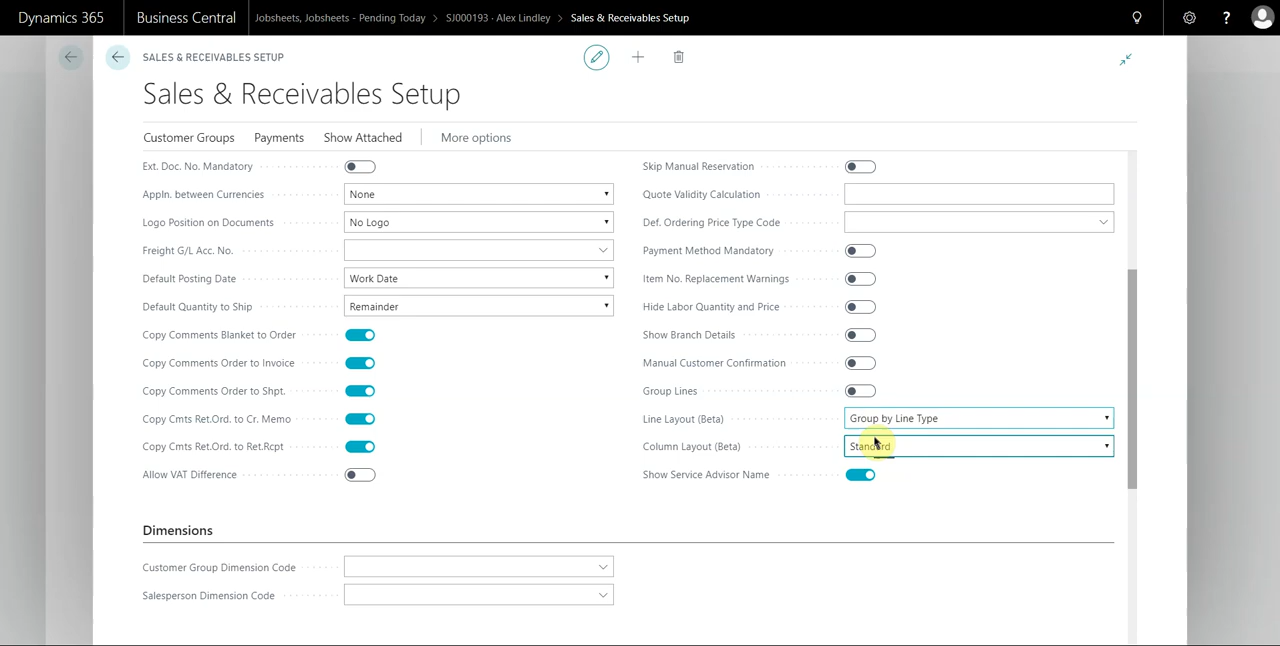 Dynamics 365
Business Central
Jobsheets, Jobsheets - Pending Today > SJ000193 · Alex Lindley > Sales & Receivables Setup
?
SALES & RECEIVABLES SETUP
Sales & Receivables Setup
Customer Groups
Payments
Show Attached
More options
Ext. Doc. No. Mandatory
Appln. between Currencies
None
Logo Position on Documents
No Logo
Freight G/L Acc. No.
Default Posting Date
Work Date
Default Quantity to Ship
Remainder
Copy Comments Blanket to Order
Copy Comments Order to Invoice
Copy Comments Order to Shpt.
Copy Cmts Ret.Ord. to Cr. Memo
Copy Cmts Ret.Ord. to Ret.Rcpt
Allow VAT Difference
Skip Manual Reservation
Quote Validity Calculation
Def. Ordering Price Type Code
Payment Method Mandatory
Item No. Replacement Warnings
Hide Labor Quantity and Price
Show Branch Details
Manual Customer Confirmation
Group Lines
Line Layout (Beta)
Group by Line Type
Column Layout (Beta)
Standard
Show Service Advisor Name
Dimensions
Customer Group Dimension Code
Salesperson Dimension Code